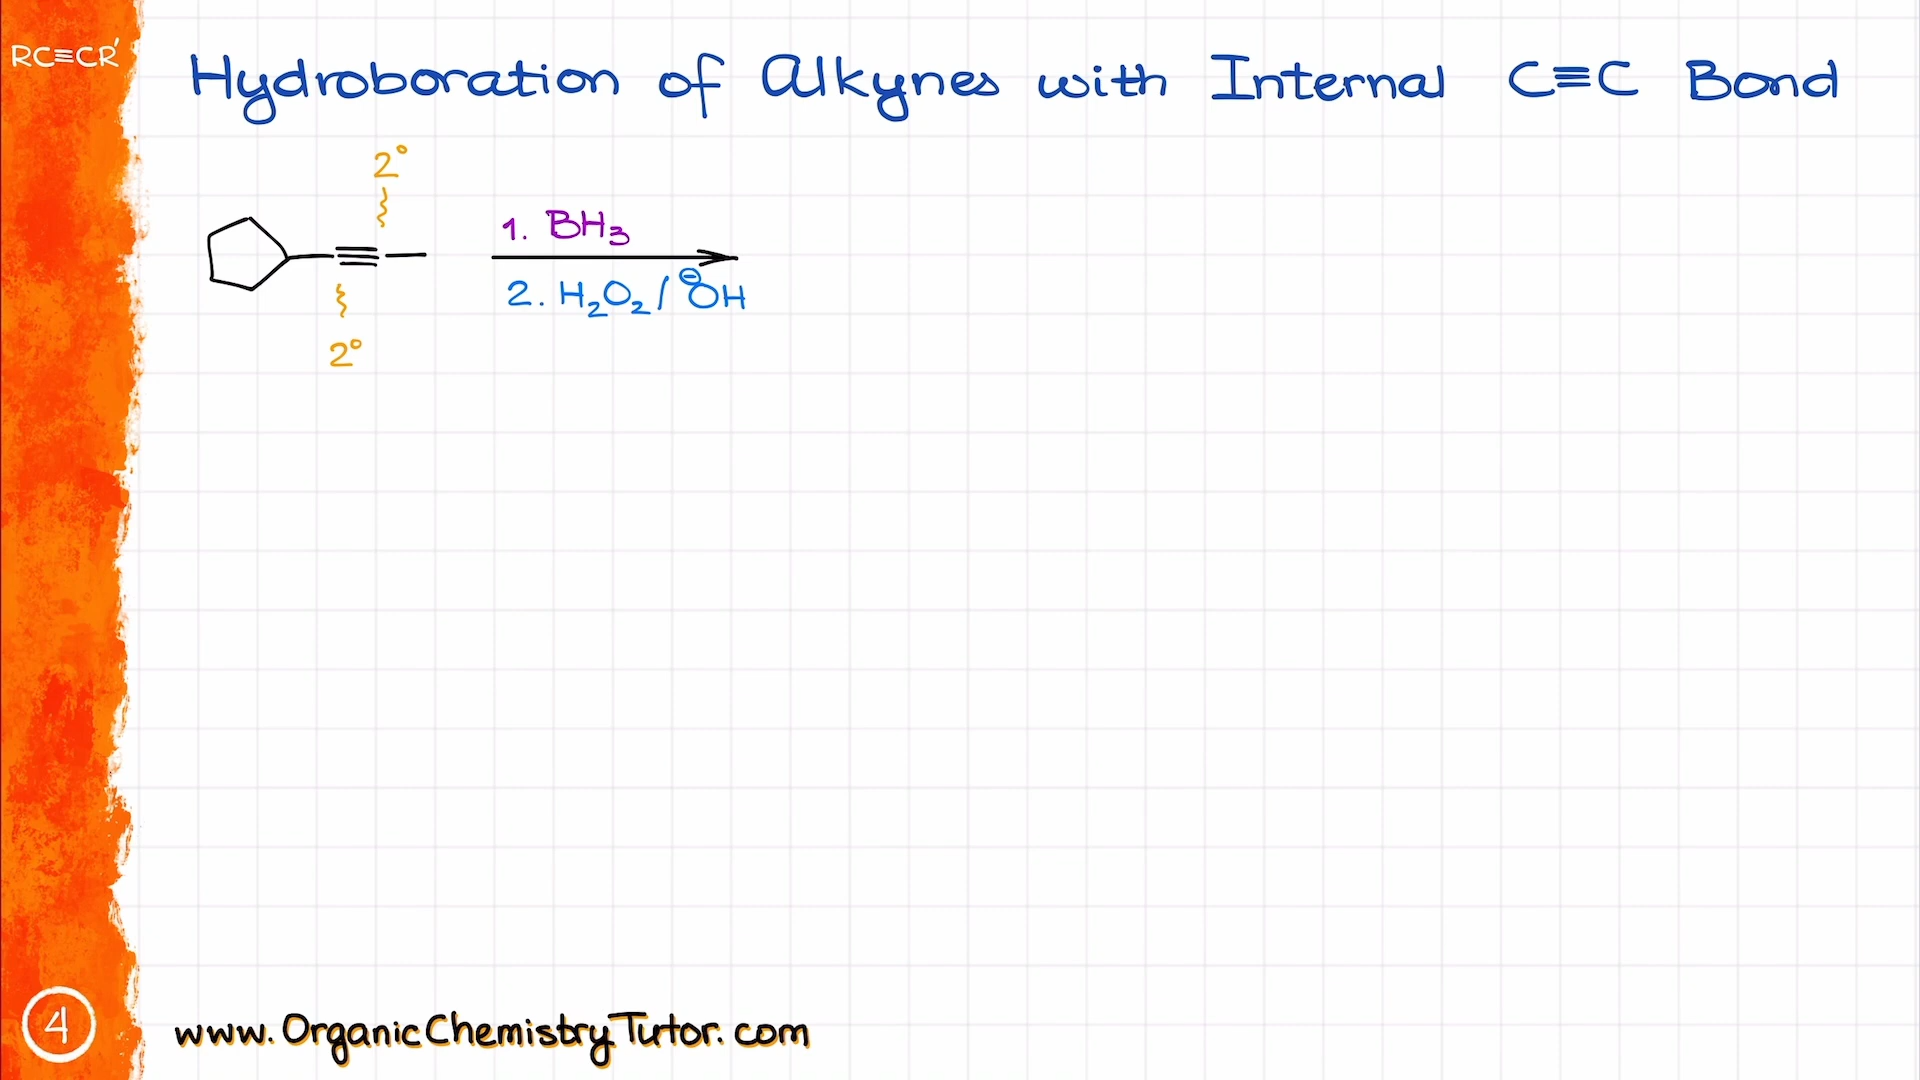 RC≡CR′
Hydroboration of Alkynes with Internal C≡C Bond
2°
1. BH₃
2. H₂O₂ / ⊖OH
2°
4
www.OrganicChemistryTutor.com